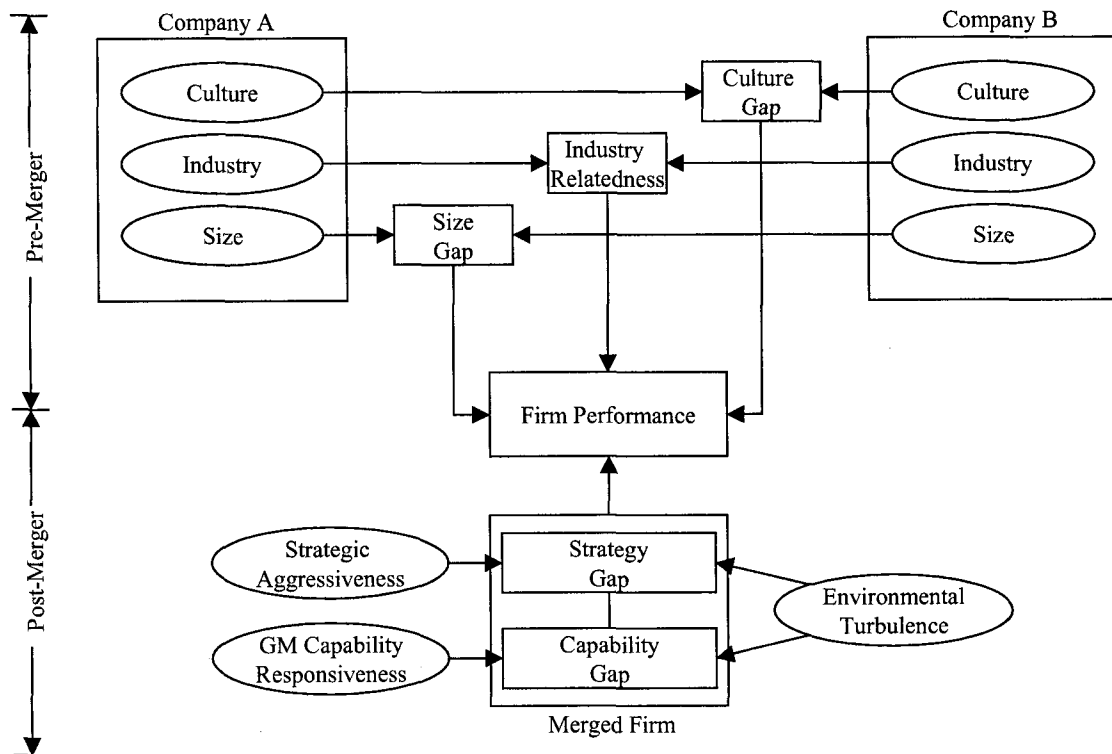 Company A
Company B
Culture
Culture
Gap
Culture
Industry
Industry
Relatedness
Industry
Size
Size
Gap
Size
Pre-Merger
Firm Performance
Post-Merger
Strategic
Aggressiveness
Strategy
Gap
Environmental
Turbulence
GM Capability
Responsiveness
Capability
Gap
Merged Firm